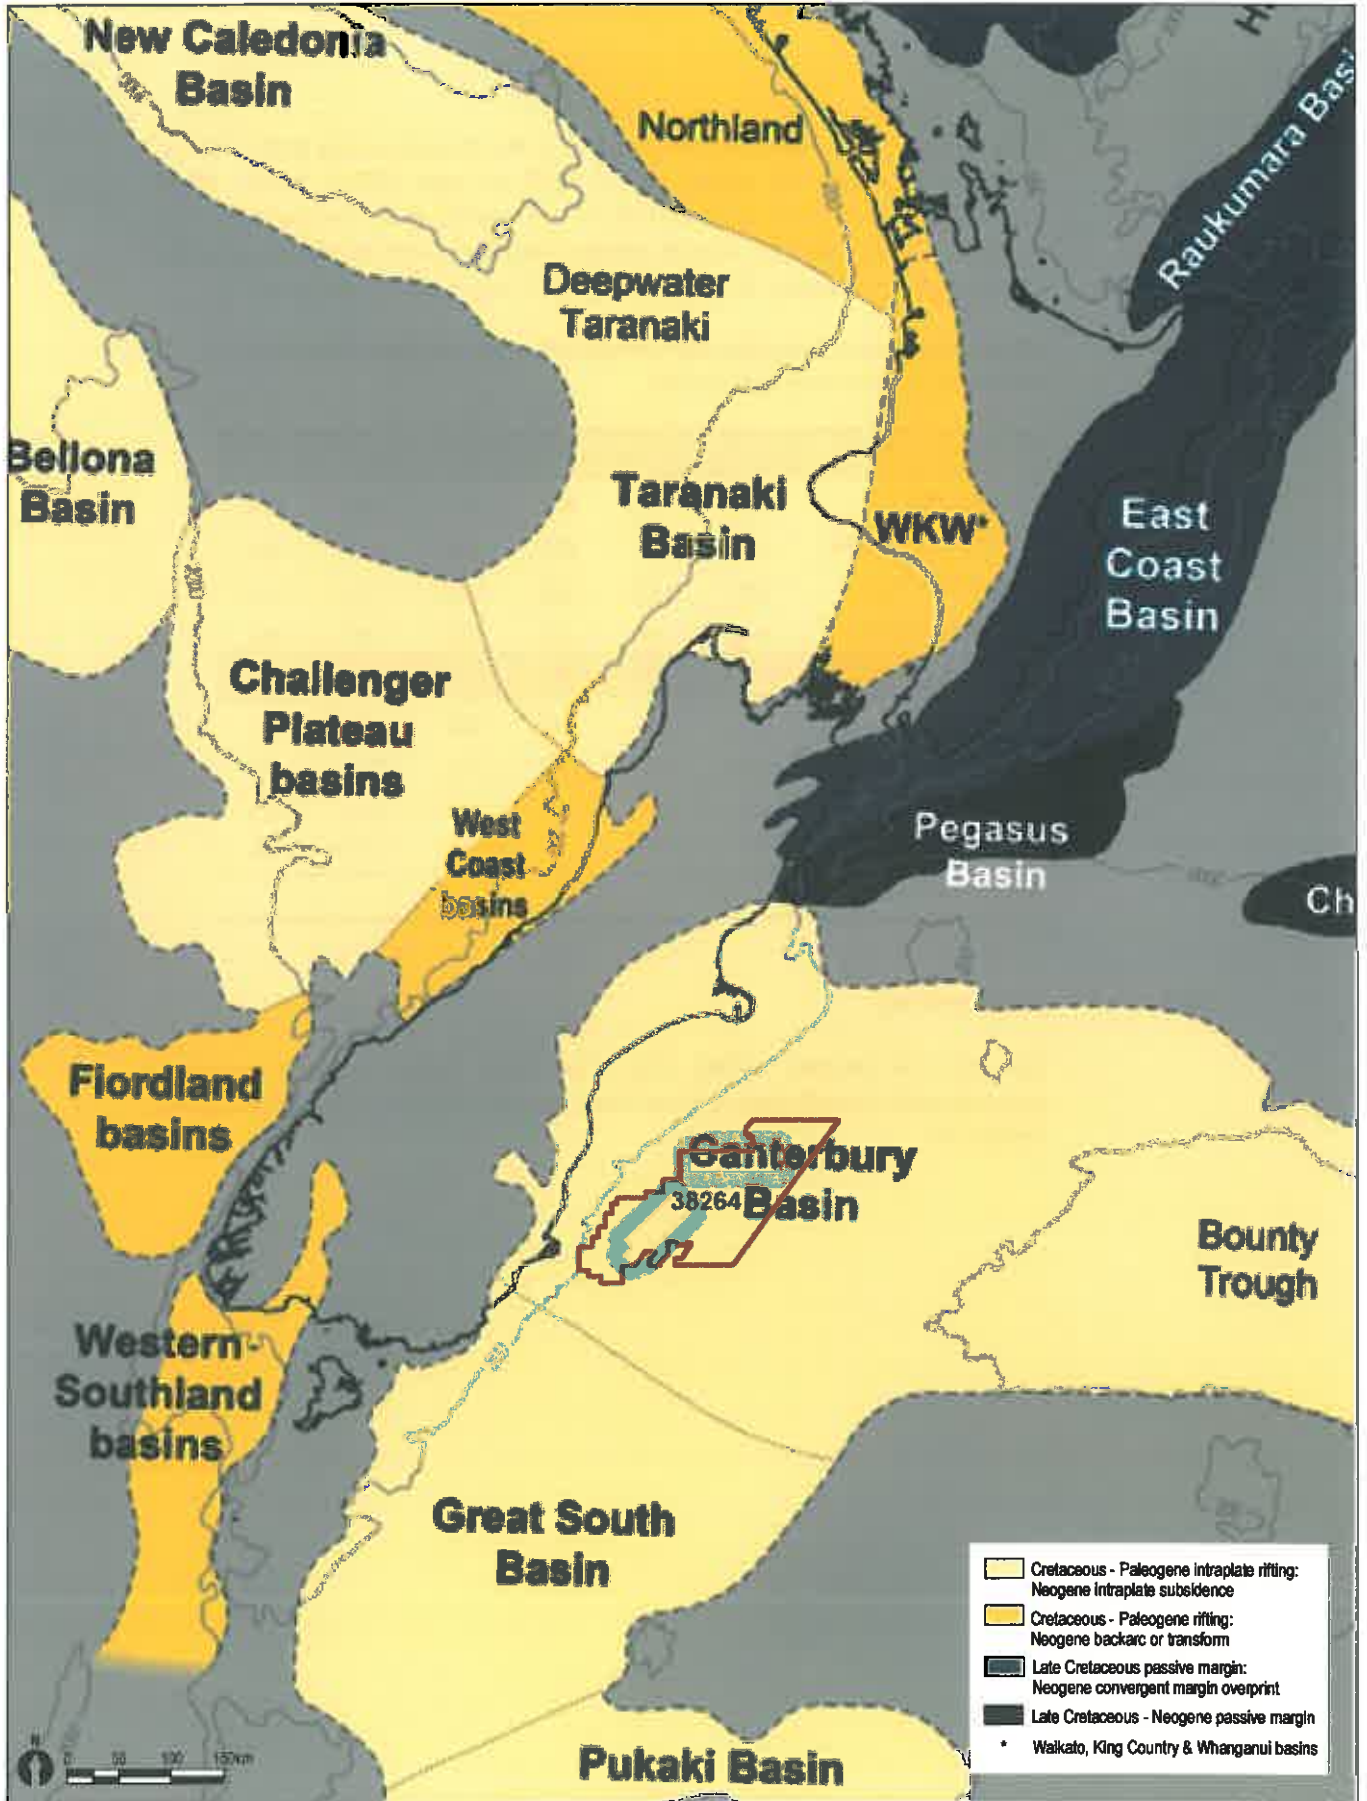 New Caledonia
Basin
Northland
Raukumara Basi
Deepwater
Taranaki
Bellona
Basin
Taranaki
Basin
WKW*
East
Coast
Basin
Challenger
Plateau
basins
West
Coast
basins
Pegasus
Basin
Ch
Fiordland
basins
Canterbury
38264 Basin
Bounty
Trough
Western
Southland
basins
Great South
Basin
Pukaki Basin
Cretaceous - Paleogene intraplate rifting:
Neogene intraplate subsidence
Cretaceous - Paleogene rifting:
Neogene backarc or transform
Late Cretaceous passive margin:
Neogene convergent margin overprint
Late Cretaceous - Neogene passive margin
* Waikato, King Country & Whanganui basins
N
0 50 100 150km